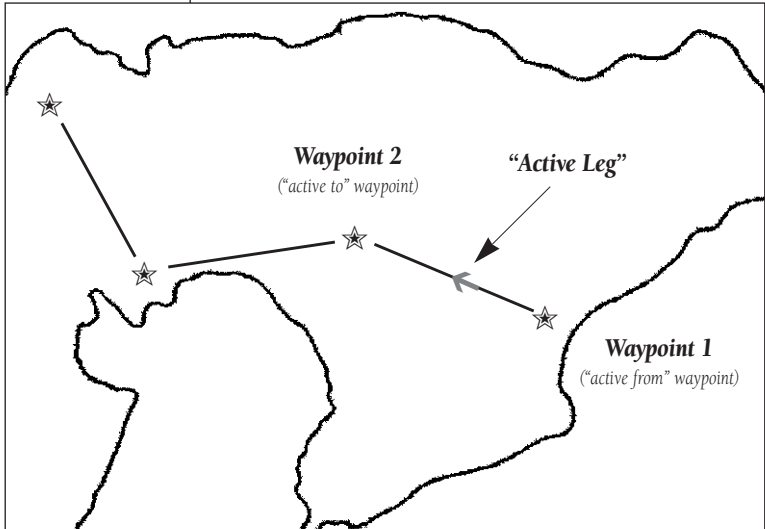 Waypoint 2
(“active to” waypoint)
“Active Leg”
Waypoint 1
(“active from” waypoint)